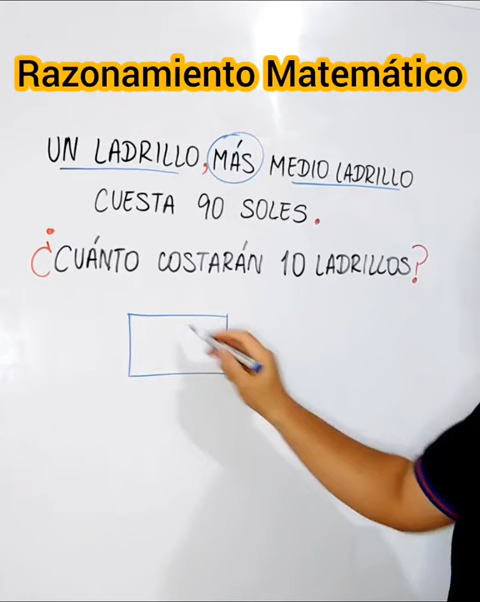 Razonamiento Matemático
UN LADRILLO, MÁS MEDIO LADRILLO
CUESTA 90 SOLES.
¿CUÁNTO COSTARÁN 10 LADRILLOS?